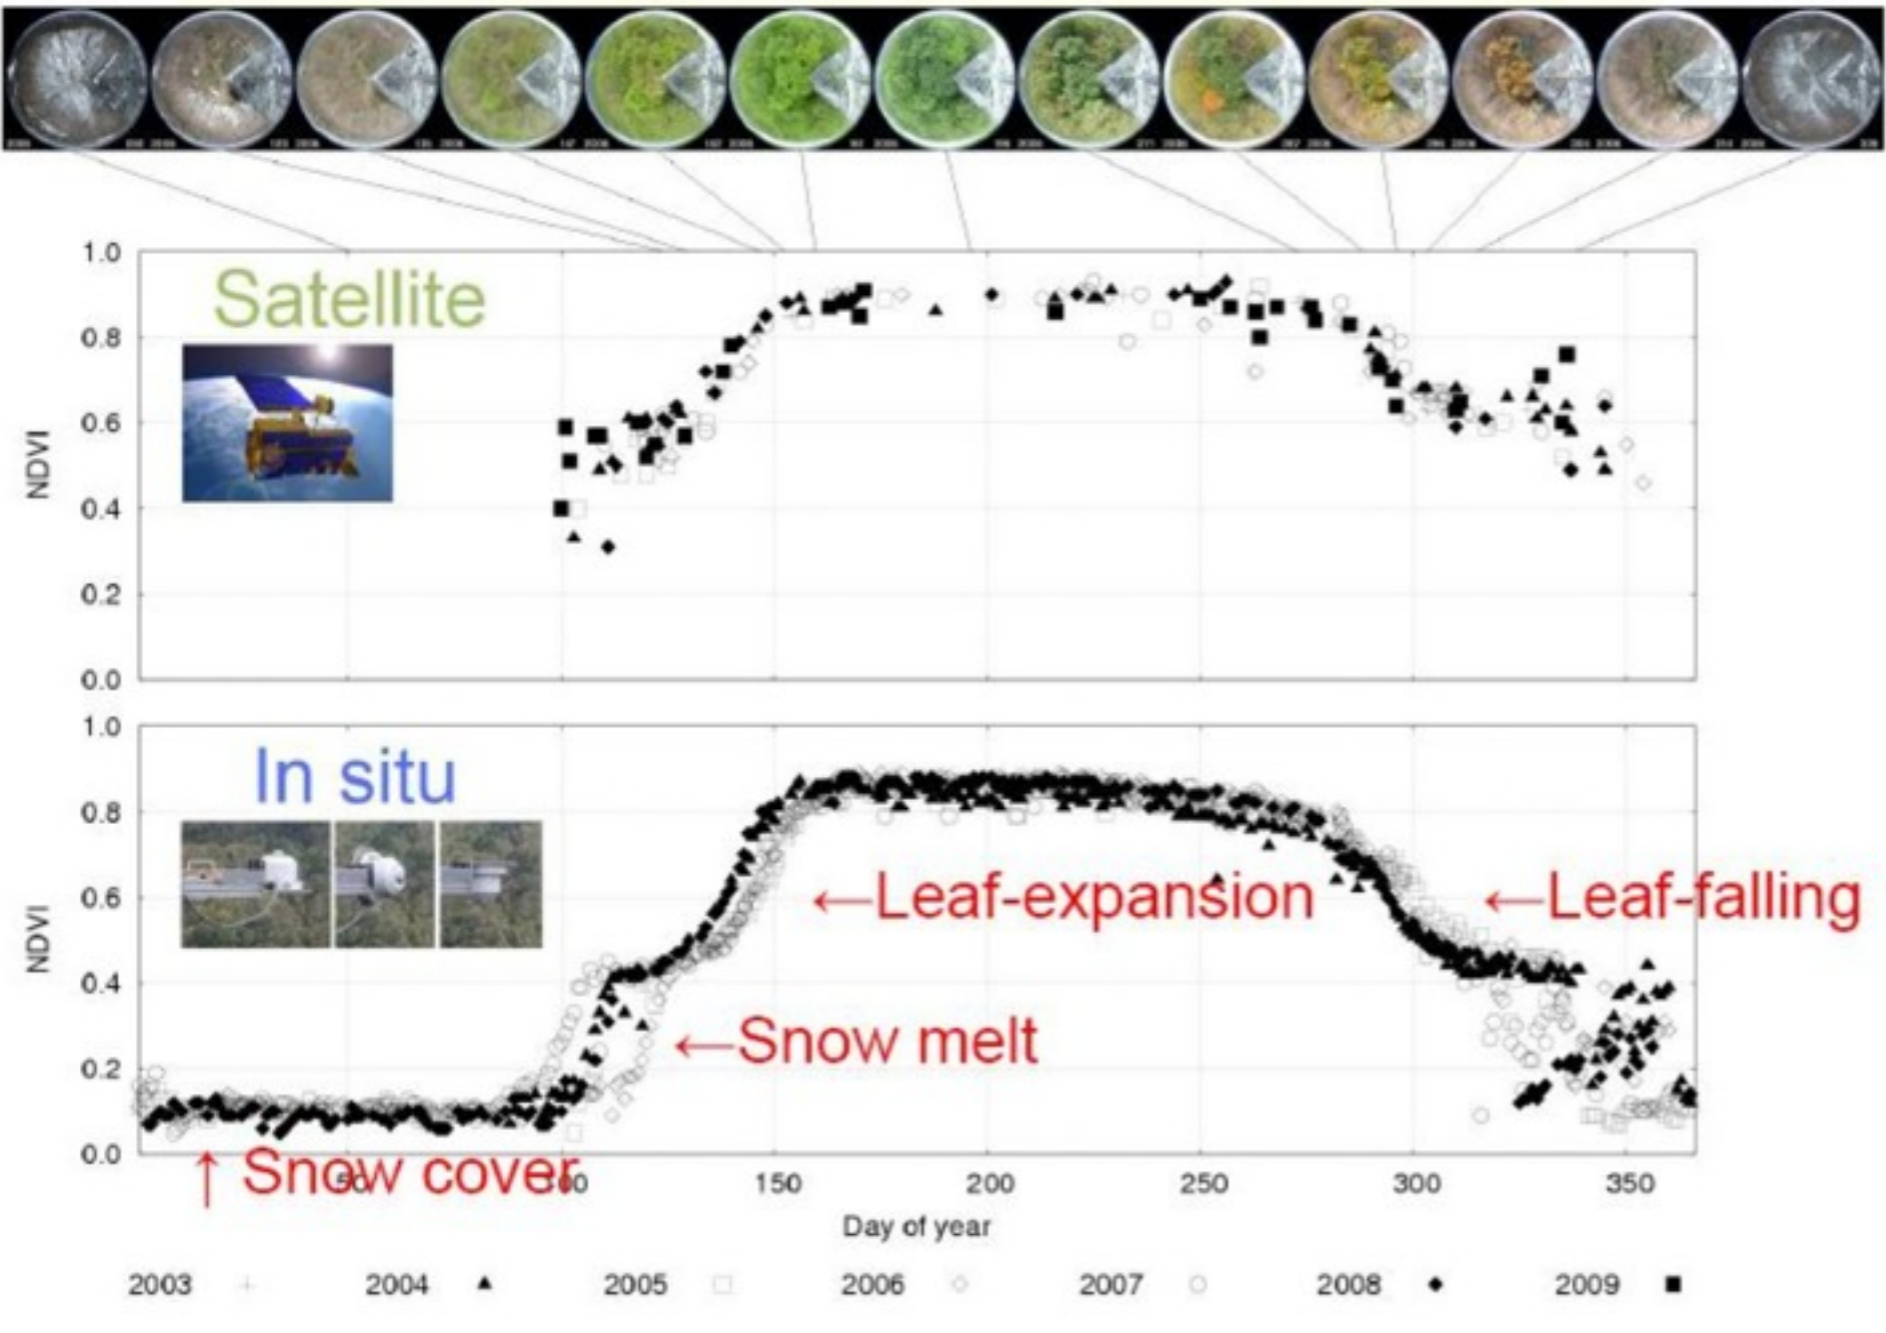 1.0
Satellite
0.8
0.6
NDVI
0.4
0.2
0.0
1.0
In situ
0.8
0.6
←Leaf-expansion
←Leaf-falling
NDVI
0.4
←Snow melt
0.2
0.0
↑ Snow cover
50 100 150 200 250 300 350
Day of year
2003 2004 2005 2006 2007 2008 2009